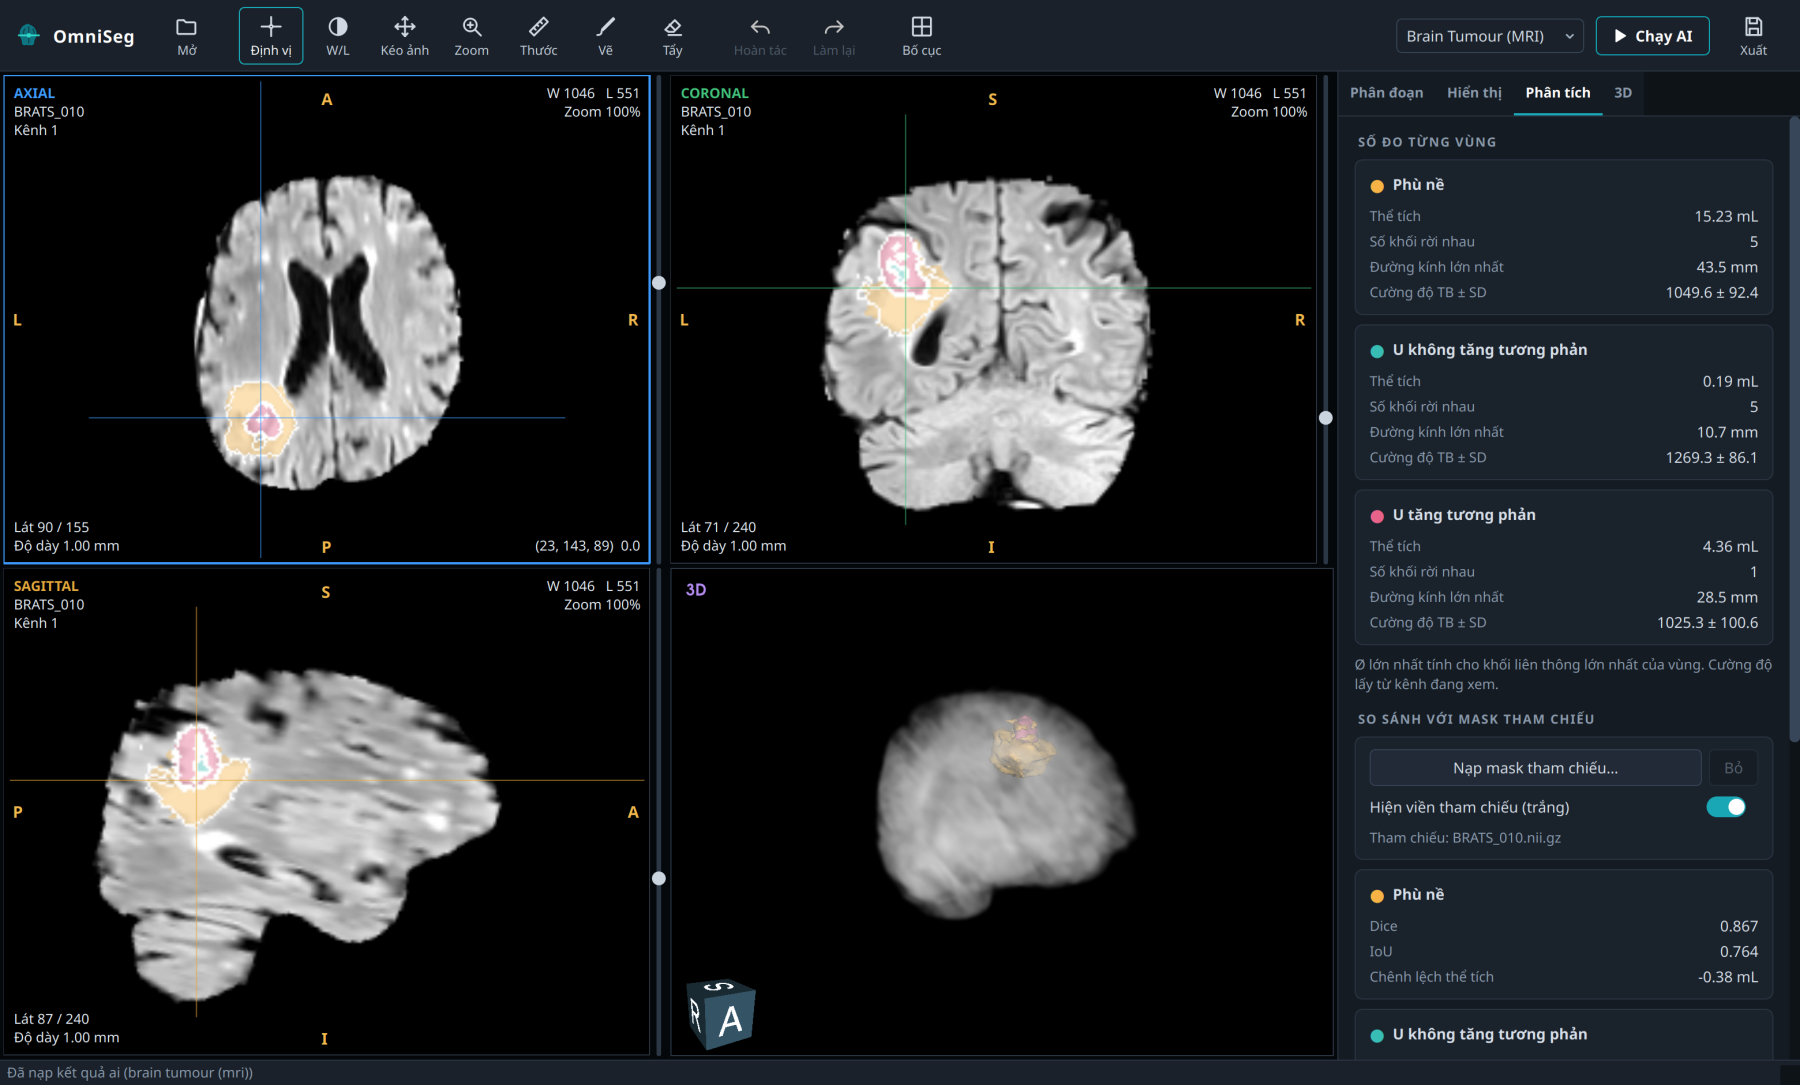 OmniSeg
Mở
Định vị
W/L
Kéo ảnh
Zoom
Thước
Vẽ
Tẩy
Hoàn tác
Làm lại
Bố cục
Brain Tumour (MRI)
Chạy AI
Xuất
AXIAL
BRATS_010
Kênh 1
A
W 1046 L 551
Zoom 100%
L
R
Lát 90 / 155
Độ dày 1.00 mm
P
(23, 143, 89) 0.0
CORONAL
BRATS_010
Kênh 1
S
W 1046 L 551
Zoom 100%
L
R
Lát 71 / 240
Độ dày 1.00 mm
I
SAGITTAL
BRATS_010
Kênh 1
S
W 1046 L 551
Zoom 100%
P
A
Lát 87 / 240
Độ dày 1.00 mm
I
3D
S
R
A
Phân đoạn
Hiển thị
Phân tích
3D
SỐ ĐO TỪNG VÙNG
Phù nề
Thể tích 15.23 mL
Số khối rời nhau 5
Đường kính lớn nhất 43.5 mm
Cường độ TB ± SD 1049.6 ± 92.4
U không tăng tương phản
Thể tích 0.19 mL
Số khối rời nhau 5
Đường kính lớn nhất 10.7 mm
Cường độ TB ± SD 1269.3 ± 86.1
U tăng tương phản
Thể tích 4.36 mL
Số khối rời nhau 1
Đường kính lớn nhất 28.5 mm
Cường độ TB ± SD 1025.3 ± 100.6
Ø lớn nhất tính cho khối liên thông lớn nhất của vùng. Cường độ
lấy từ kênh đang xem.
SO SÁNH VỚI MASK THAM CHIẾU
Nạp mask tham chiếu...
Bỏ
Hiện viền tham chiếu (trắng)
Tham chiếu: BRATS_010.nii.gz
Phù nề
Dice 0.867
IoU 0.764
Chênh lệch thể tích -0.38 mL
U không tăng tương phản
Đã nạp kết quả ai (brain tumour (mri))